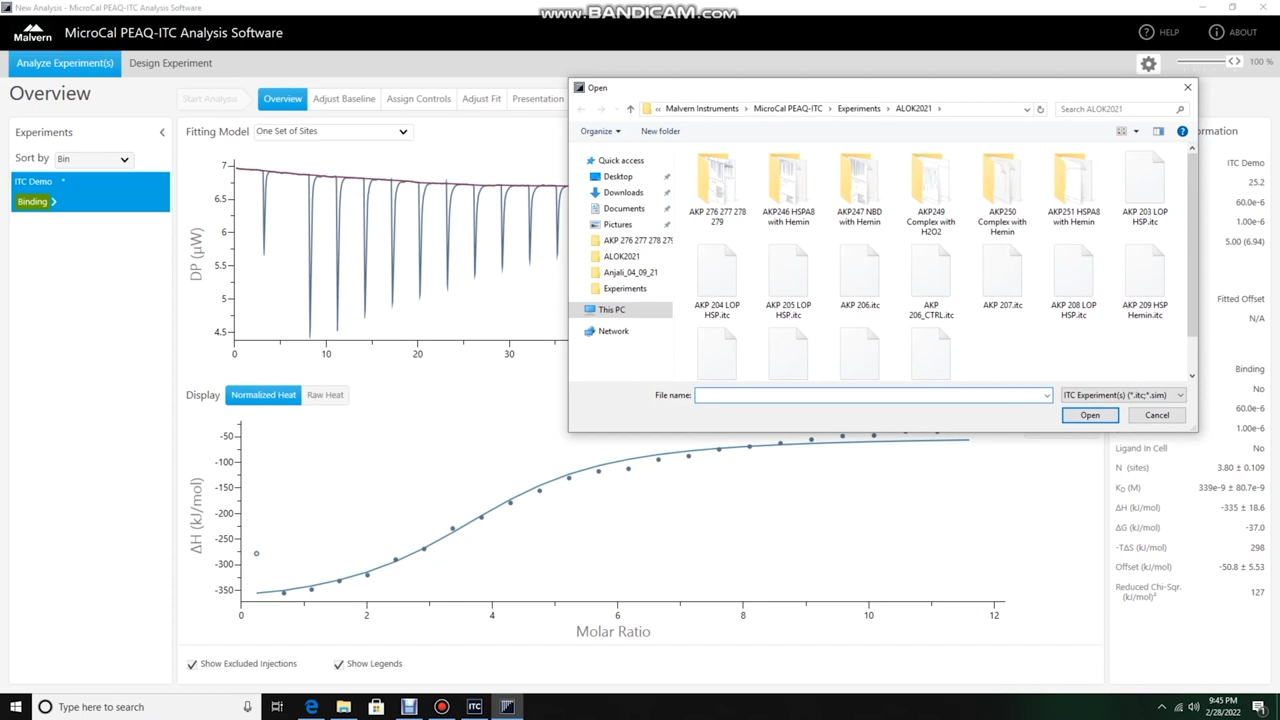 New Analysis - MicroCal PEAQ-ITC Analysis Software
www.BANDICAM.com
Malvern
MicroCal PEAQ-ITC Analysis Software
HELP
ABOUT
Analyze Experiment(s)
Design Experiment
100 %
Overview
Start Analysis
Overview
Adjust Baseline
Assign Controls
Adjust Fit
Presentation
Experiments
Sort by
Bin
ITC Demo *
Binding
Fitting Model
One Set of Sites
7
6.5
6
5.5
5
4.5
DP (µW)
0
10
20
30
Display
Normalized Heat
Raw Heat
-50
-100
-150
-200
-250
-300
-350
ΔH (kJ/mol)
0
2
4
6
8
10
12
Molar Ratio
Show Excluded Injections
Show Legends
Open
« Malvern Instruments › MicroCal PEAQ-ITC › Experiments › ALOK2021 ›
Search ALOK2021
Organize
New folder
Quick access
Desktop
Downloads
Documents
Pictures
AKP 276 277 278 279
ALOK2021
Anjali_04_09_21
Experiments
This PC
Network
AKP 276 277 278
279
AKP246 HSPA8
with Hemin
AKP247 NBD
with Hemin
AKP249
Complex with
H2O2
AKP250
Complex with
Hemin
AKP251 HSPA8
with Hemin
AKP 203 LOP
HSP.itc
AKP 204 LOP
HSP.itc
AKP 205 LOP
HSP.itc
AKP 206.itc
AKP
206_CTRL.itc
AKP 207.itc
AKP 208 LOP
HSP.itc
AKP 209 HSP
Hemin.itc
File name:
ITC Experiment(s) (*.itc;*.sim)
Open
Cancel
ormation
ITC Demo
25.2
60.0e-6
1.00e-6
5.00 (6.94)
Fitted Offset
N/A
Binding
No
60.0e-6
1.00e-6
Ligand In Cell
No
N (sites)
3.80 ± 0.109
KD (M)
339e-9 ± 80.7e-9
ΔH (kJ/mol)
-335 ± 18.6
ΔG (kJ/mol)
-37.0
-TΔS (kJ/mol)
298
Offset (kJ/mol)
-50.8 ± 5.53
Reduced Chi-Sqr.
(kJ/mol)²
127
Type here to search
ITC
9:45 PM
2/28/2022
1